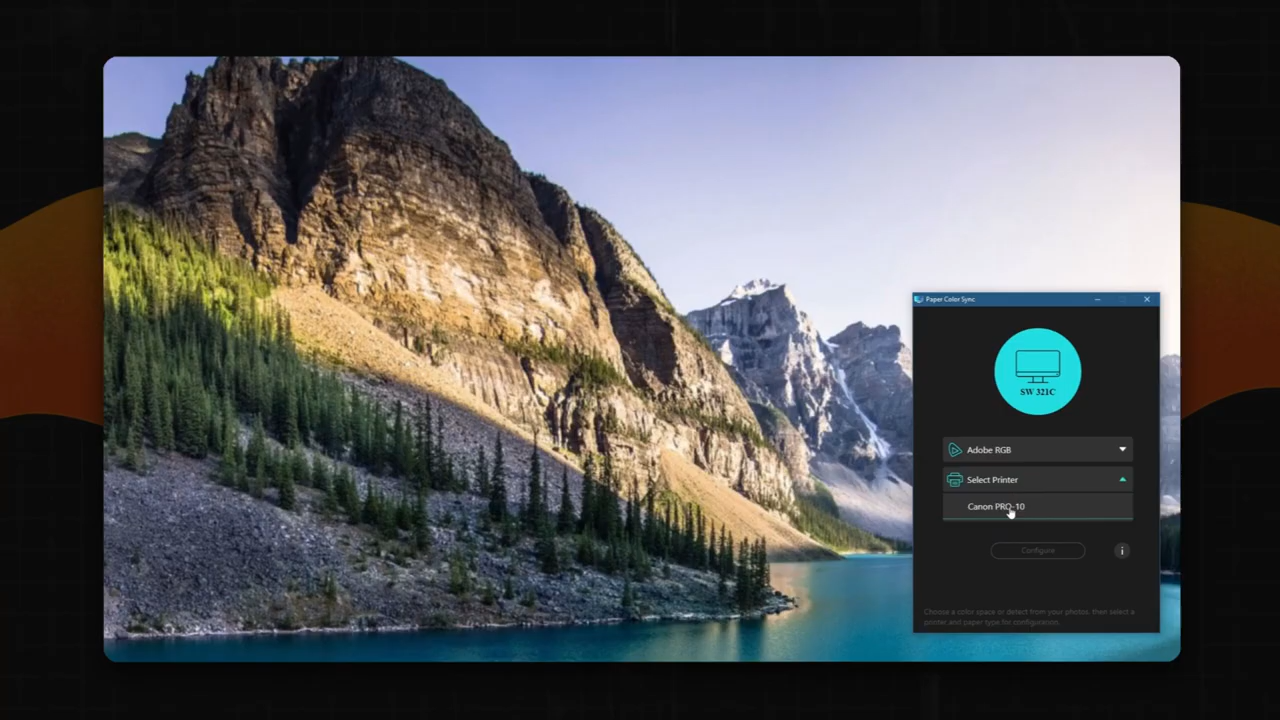 Paper Color Sync
SW 321C
Adobe RGB
Select Printer
Canon PRO-10
Configure
i
Choose a color space or detect from your photos, then select a
printer and paper type for configuration.